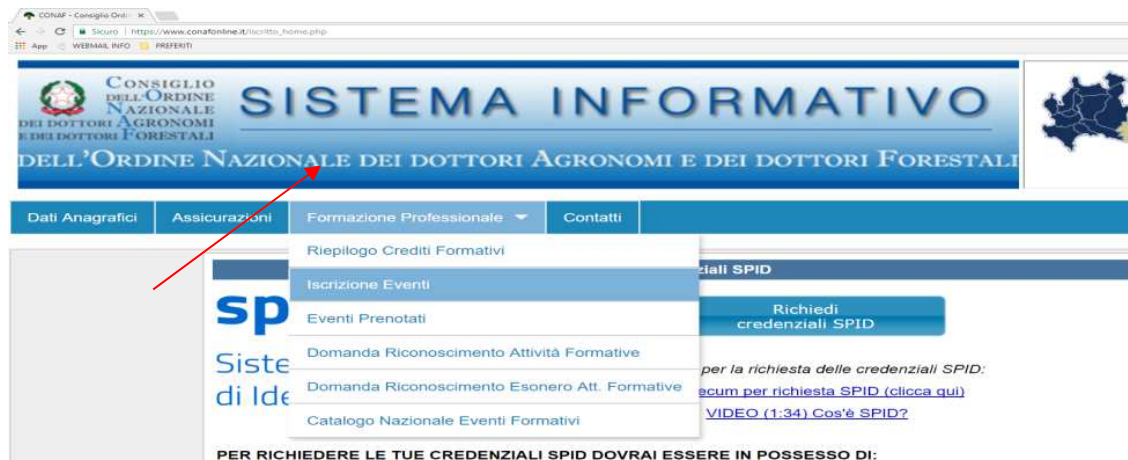 CONAF - Consiglio Ordi
Sicuro | https://www.conafonline.it/iscritto_home.php
App WEBMAIL INFO PREFERITI
CONSIGLIO
DELL'ORDINE
NAZIONALE
DEI DOTTORI AGRONOMI
E DEI DOTTORI FORESTALI
SISTEMA INFORMATIVO
DELL'ORDINE NAZIONALE DEI DOTTORI AGRONOMI E DEI DOTTORI FORESTALI
Dati Anagrafici Assicurazioni Formazione Professionale Contatti
Riepilogo Crediti Formativi
Iscrizione Eventi
Eventi Prenotati
Domanda Riconoscimento Attività Formative
Domanda Riconoscimento Esonero Att. Formative
Catalogo Nazionale Eventi Formativi
ziali SPID
sp
Siste
di Ide
Richiedi
credenziali SPID
per la richiesta delle credenziali SPID:
ecum per richiesta SPID (clicca qui)
VIDEO (1:34) Cos'è SPID?
PER RICHIEDERE LE TUE CREDENZIALI SPID DOVRAI ESSERE IN POSSESSO DI: